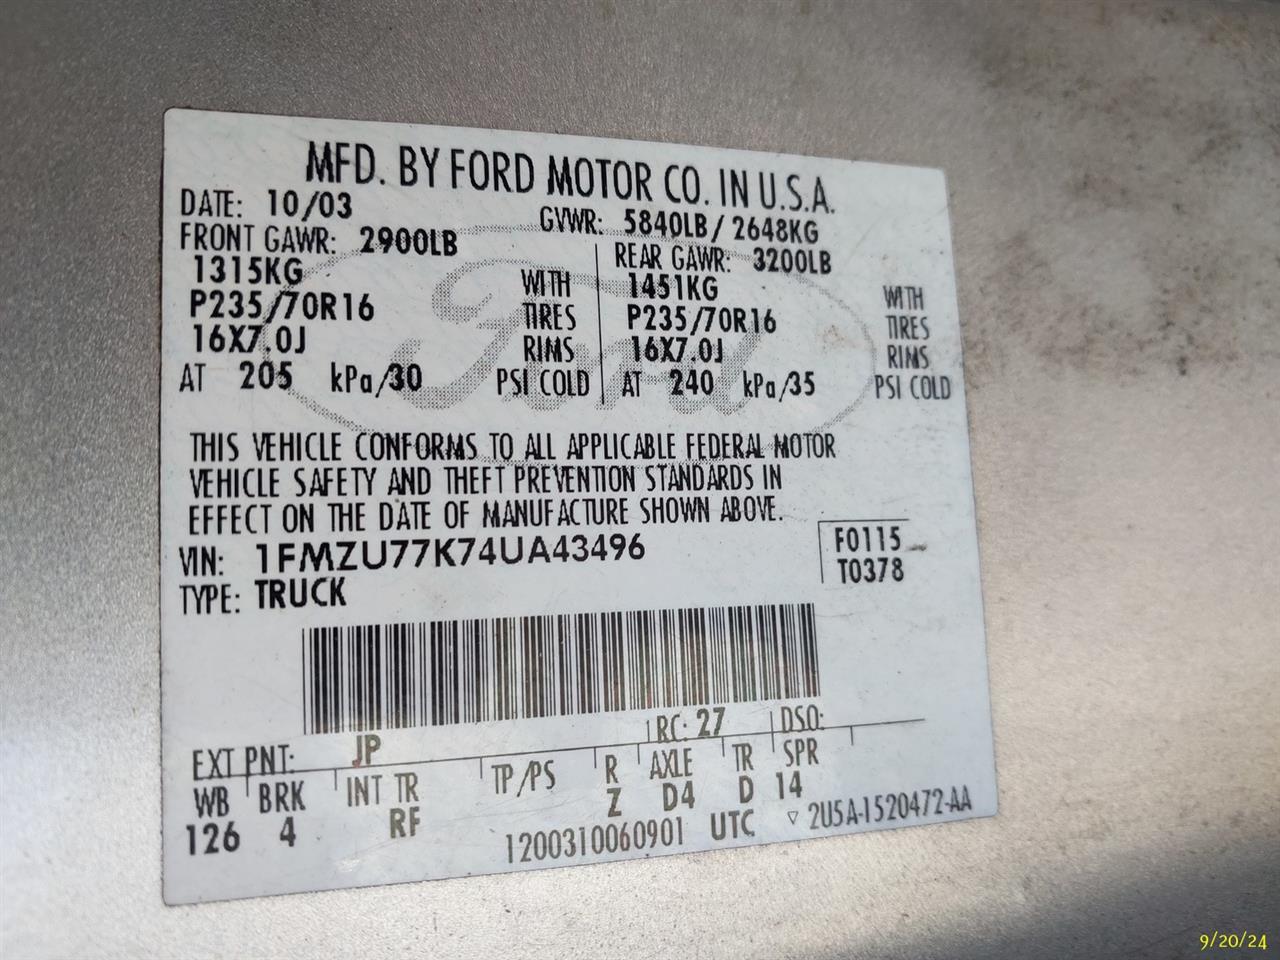 MFD. BY FORD MOTOR CO. IN U.S.A.
DATE: 10/03 GVWR: 5840LB / 2648KG
FRONT GAWR: 2900LB REAR GAWR: 3200LB
1315KG WITH 1451KG WITH
P235/70R16 TIRES P235/70R16 TIRES
16X7.0J RIMS 16X7.0J RIMS
AT 205 kPa/30 PSI COLD AT 240 kPa/35 PSI COLD
Ford
THIS VEHICLE CONFORMS TO ALL APPLICABLE FEDERAL MOTOR
VEHICLE SAFETY AND THEFT PREVENTION STANDARDS IN
EFFECT ON THE DATE OF MANUFACTURE SHOWN ABOVE.
VIN: 1FMZU77K74UA43496 F0115
TYPE: TRUCK T0378
EXT PNT: JP RC: 27 DSO:
WB BRK INT TR TP/PS R AXLE TR SPR
126 4 RF Z D4 D 14
1200310060901 UTC ▽ 2U5A-1520472-AA
9/20/24